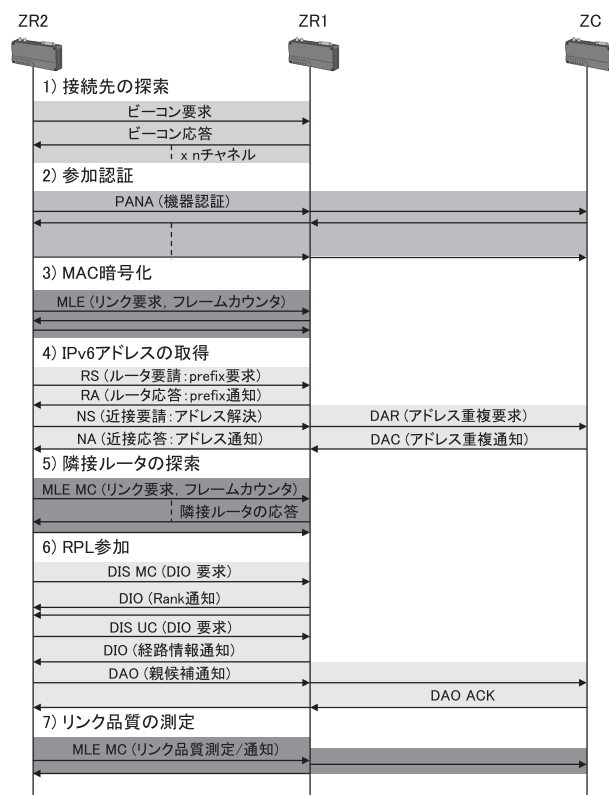 ZR2 ZR1 ZC
1) 接続先の探索
ビーコン要求
ビーコン応答
x nチャネル
2) 参加認証
PANA (機器認証)
3) MAC暗号化
MLE (リンク要求, フレームカウンタ)
4) IPv6アドレスの取得
RS (ルータ要請:prefix要求)
RA (ルータ応答:prefix通知)
NS (近接要請:アドレス解決) DAR (アドレス重複要求)
NA (近接応答:アドレス通知) DAC (アドレス重複通知)
5) 隣接ルータの探索
MLE MC (リンク要求, フレームカウンタ)
隣接ルータの応答
6) RPL参加
DIS MC (DIO 要求)
DIO (Rank通知)
DIS UC (DIO 要求)
DIO (経路情報通知)
DAO (親候補通知)
DAO ACK
7) リンク品質の測定
MLE MC (リンク品質測定/通知)